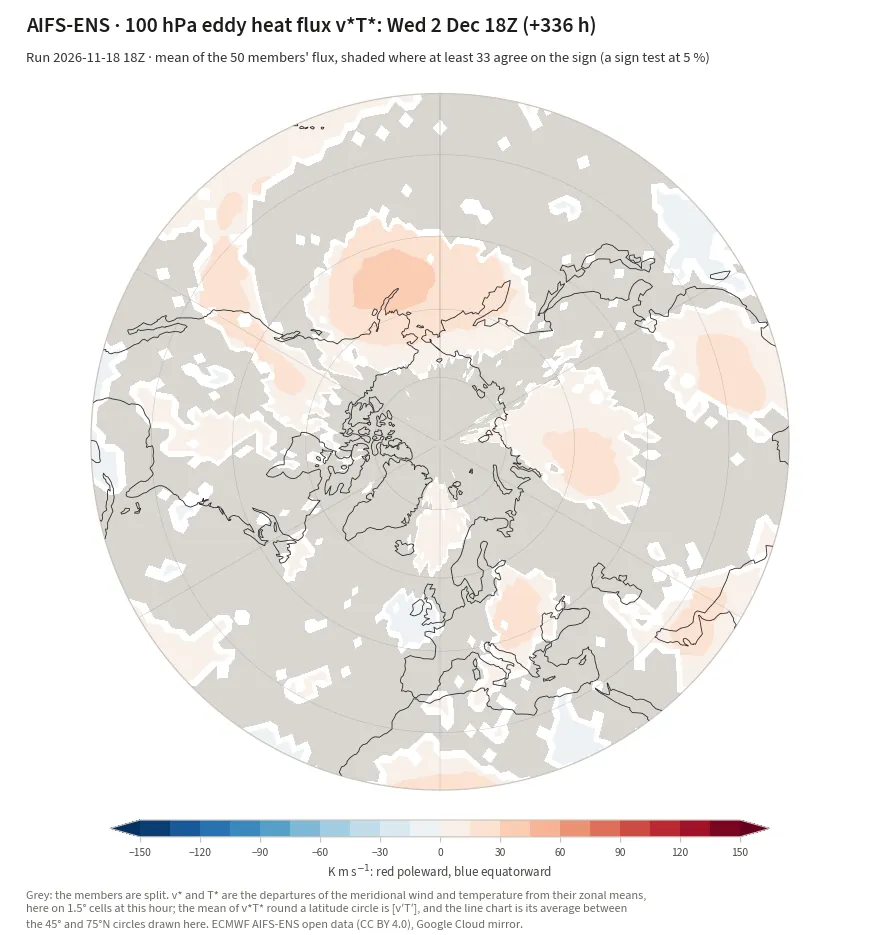 AIFS-ENS · 100 hPa eddy heat flux v*T*: Wed 2 Dec 18Z (+336 h)
Run 2026-11-18 18Z · mean of the 50 members' flux, shaded where at least 33 agree on the sign (a sign test at 5 %)
−150 −120 −90 −60 −30 0 30 60 90 120 150
K m s⁻¹: red poleward, blue equatorward
Grey: the members are split. v* and T* are the departures of the meridional wind and temperature from their zonal means,
here on 1.5° cells at this hour; the mean of v*T* round a latitude circle is [v'T'], and the line chart is its average between
the 45° and 75°N circles drawn here. ECMWF AIFS-ENS open data (CC BY 4.0), Google Cloud mirror.